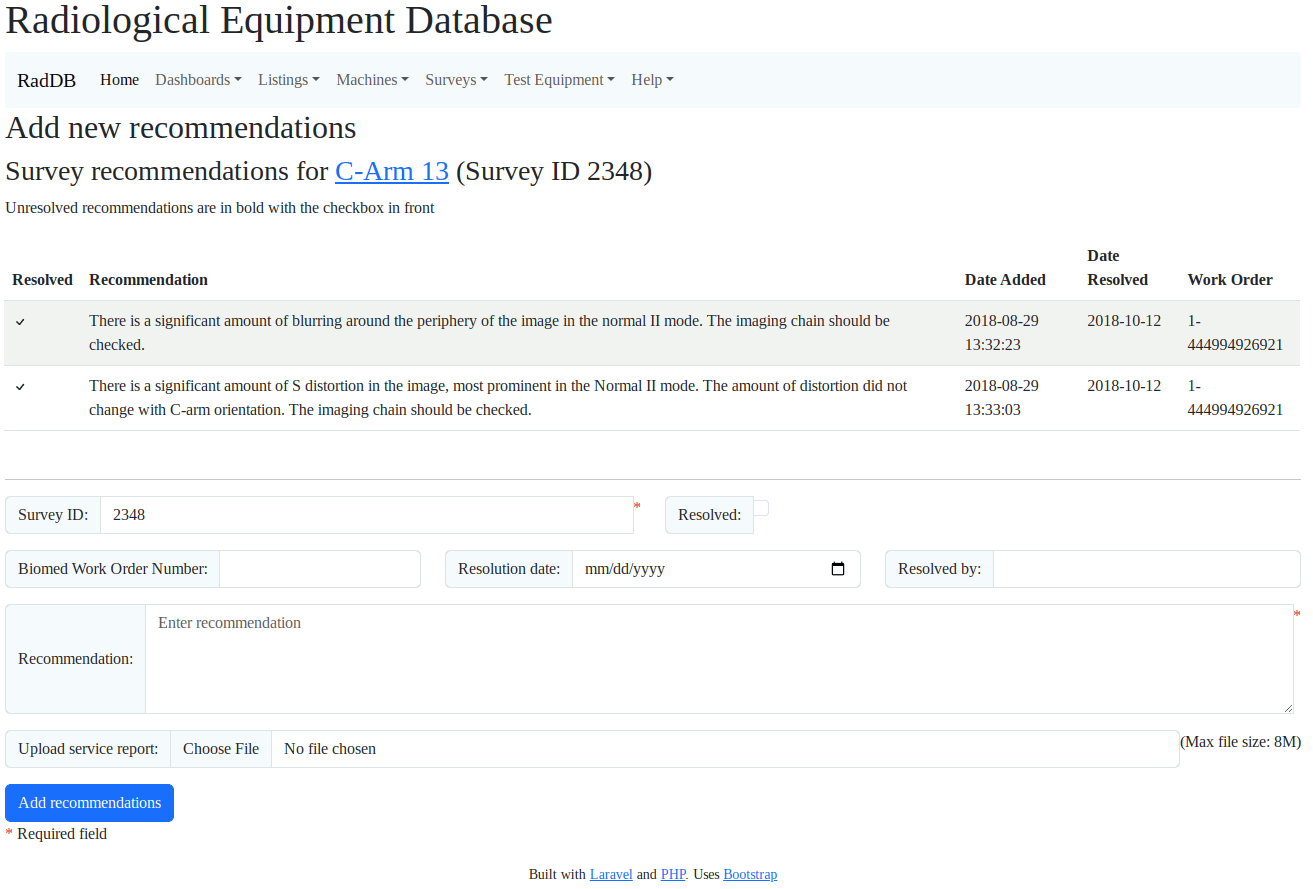 Radiological Equipment Database
RadDB Home Dashboards Listings Machines Surveys Test Equipment Help
Add new recommendations
Survey recommendations for C-Arm 13 (Survey ID 2348)
Unresolved recommendations are in bold with the checkbox in front
Resolved Recommendation Date Added Date Resolved Work Order
There is a significant amount of blurring around the periphery of the image in the normal II mode. The imaging chain should be 2018-08-29 2018-10-12 1-
checked. 13:32:23 444994926921
There is a significant amount of S distortion in the image, most prominent in the Normal II mode. The amount of distortion did not 2018-08-29 2018-10-12 1-
change with C-arm orientation. The imaging chain should be checked. 13:33:03 444994926921
Survey ID: 2348 * Resolved:
Biomed Work Order Number: Resolution date: mm/dd/yyyy Resolved by:
Enter recommendation *
Recommendation:
Upload service report: Choose File No file chosen (Max file size: 8M)
Add recommendations
* Required field
Built with Laravel and PHP. Uses Bootstrap